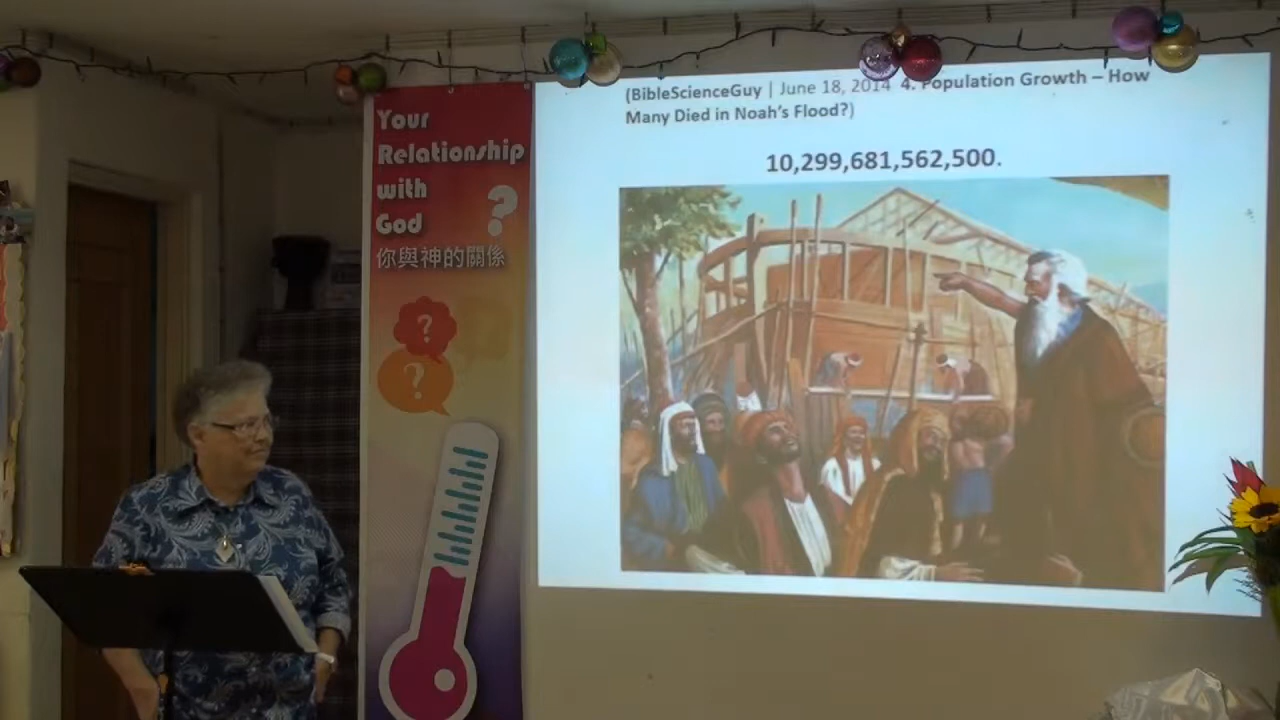 Your
Relationship
with
God
?
你與神的關係
?
?
(BibleScienceGuy | June 18, 2014 4. Population Growth – How
Many Died in Noah's Flood?)
10,299,681,562,500.